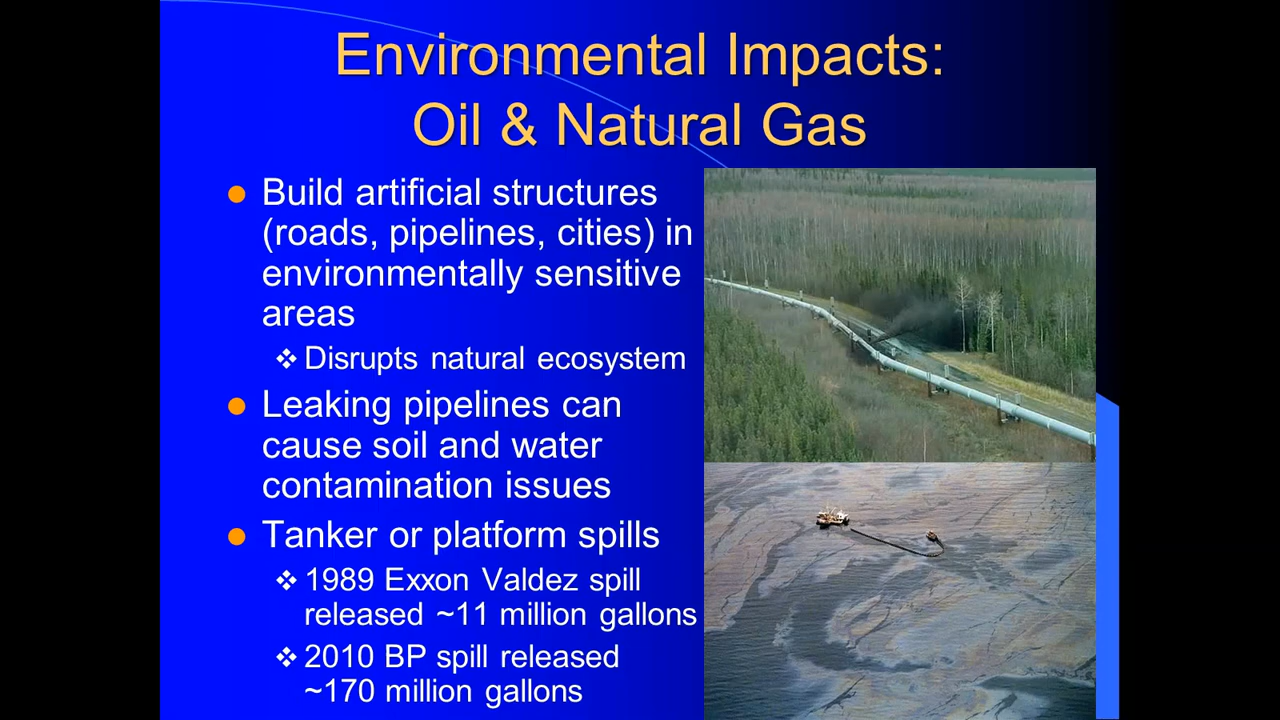 Environmental Impacts:
Oil & Natural Gas
Build artificial structures
(roads, pipelines, cities) in
environmentally sensitive
areas
Disrupts natural ecosystem
Leaking pipelines can
cause soil and water
contamination issues
Tanker or platform spills
1989 Exxon Valdez spill
released ~11 million gallons
2010 BP spill released
~170 million gallons